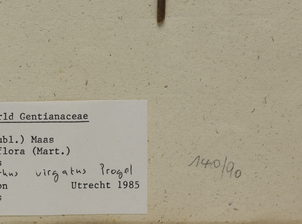 rld Gentianaceae
ubl.) Maas
flora (Mart.)
s
thus virgatus Progel
on Utrecht 1985
s
140/90